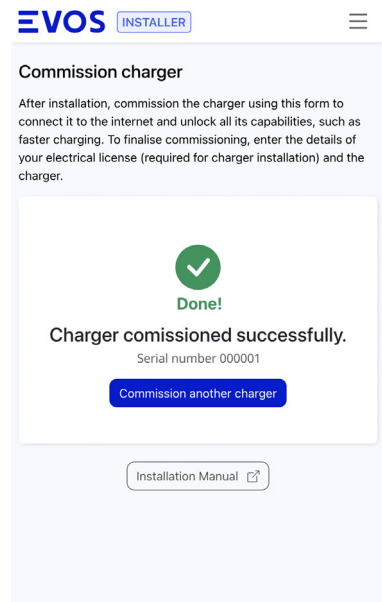 EVOS INSTALLER
Commission charger
After installation, commission the charger using this form to
connect it to the internet and unlock all its capabilities, such as
faster charging. To finalise commissioning, enter the details of
your electrical license (required for charger installation) and the
charger.
Done!
Charger comissioned successfully.
Serial number 000001
Commission another charger
Installation Manual